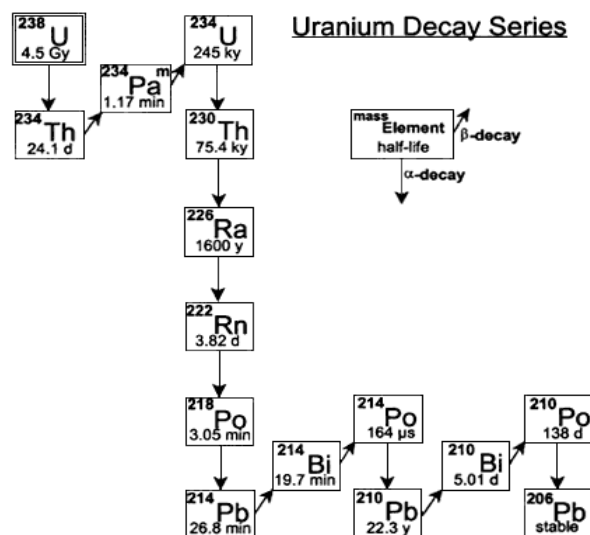 Uranium Decay Series
238U
4.5 Gy
234Th
24.1 d
234Pa m
1.17 min
234U
245 ky
230Th
75.4 ky
226Ra
1600 y
222Rn
3.82 d
218Po
3.05 min
214Pb
26.8 min
214Bi
19.7 min
214Po
164 µs
210Pb
22.3 y
210Bi
5.01 d
210Po
138 d
206Pb
stable
mass Element
half-life
β-decay
α-decay